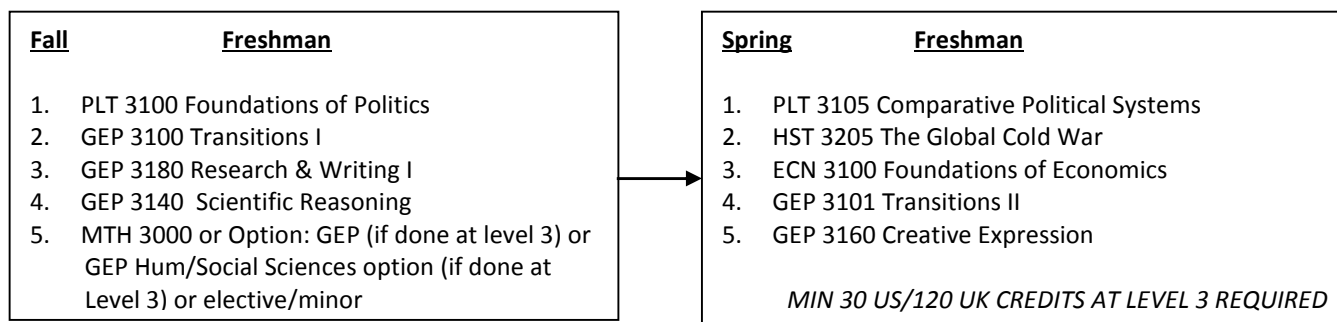 Fall Freshman
1. PLT 3100 Foundations of Politics
2. GEP 3100 Transitions I
3. GEP 3180 Research & Writing I
4. GEP 3140 Scientific Reasoning
5. MTH 3000 or Option: GEP (if done at level 3) or
GEP Hum/Social Sciences option (if done at
Level 3) or elective/minor
Spring Freshman
1. PLT 3105 Comparative Political Systems
2. HST 3205 The Global Cold War
3. ECN 3100 Foundations of Economics
4. GEP 3101 Transitions II
5. GEP 3160 Creative Expression
MIN 30 US/120 UK CREDITS AT LEVEL 3 REQUIRED